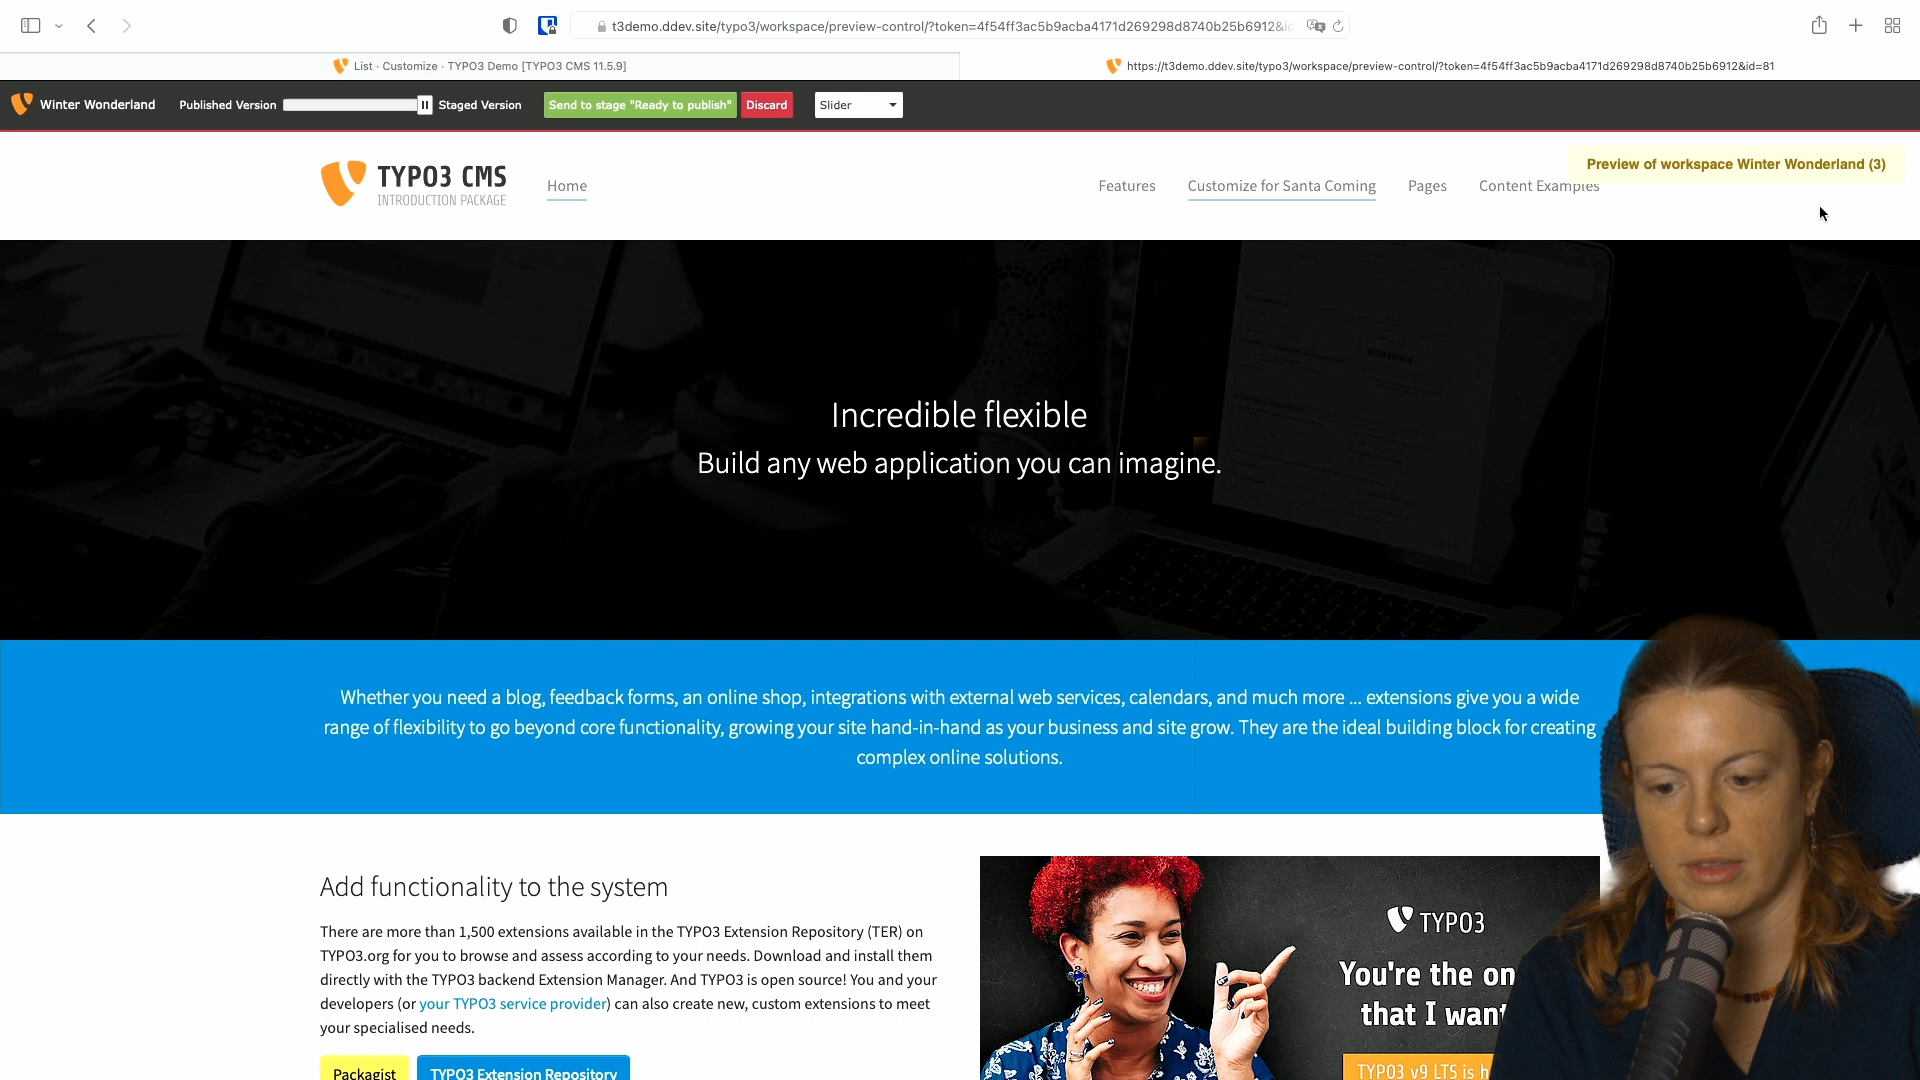 t3demo.ddev.site/typo3/workspace/preview-control/?token=4f54ff3ac5b9acba4171d269298d8740b25b6912&id
List · Customize · TYPO3 Demo [TYPO3 CMS 11.5.9]
https://t3demo.ddev.site/typo3/workspace/preview-control/?token=4f54ff3ac5b9acba4171d269298d8740b25b6912&id=81
Winter Wonderland
Published Version
Staged Version
Send to stage "Ready to publish"
Discard
Slider
Preview of workspace Winter Wonderland (3)
TYPO3 CMS
INTRODUCTION PACKAGE
Home
Features
Customize for Santa Coming
Pages
Content Examples
Incredible flexible
Build any web application you can imagine.
Whether you need a blog, feedback forms, an online shop, integrations with external web services, calendars, and much more ... extensions give you a wide
range of flexibility to go beyond core functionality, growing your site hand-in-hand as your business and site grow. They are the ideal building block for creating
complex online solutions.
Add functionality to the system
There are more than 1,500 extensions available in the TYPO3 Extension Repository (TER) on
TYPO3.org for you to browse and assess according to your needs. Download and install them
directly with the TYPO3 backend Extension Manager. And TYPO3 is open source! You and your
developers (or your TYPO3 service provider) can also create new, custom extensions to meet
your specialised needs.
Packagist
TYPO3 Extension Repository
TYPO3
You're the on
that I want
TYPO3 v9 LTS is h